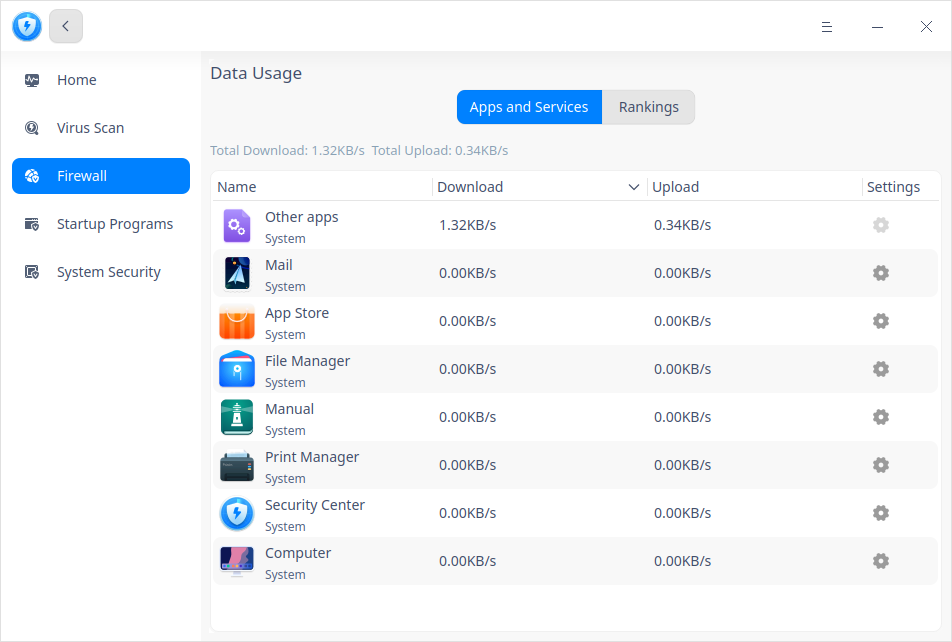 Home
Virus Scan
Firewall
Startup Programs
System Security
Data Usage
Apps and Services Rankings
Total Download: 1.32KB/s Total Upload: 0.34KB/s
Name Download Upload Settings
Other apps
System
1.32KB/s 0.34KB/s
Mail
System
0.00KB/s 0.00KB/s
App Store
System
0.00KB/s 0.00KB/s
File Manager
System
0.00KB/s 0.00KB/s
Manual
System
0.00KB/s 0.00KB/s
Print Manager
System
0.00KB/s 0.00KB/s
Security Center
System
0.00KB/s 0.00KB/s
Computer
System
0.00KB/s 0.00KB/s